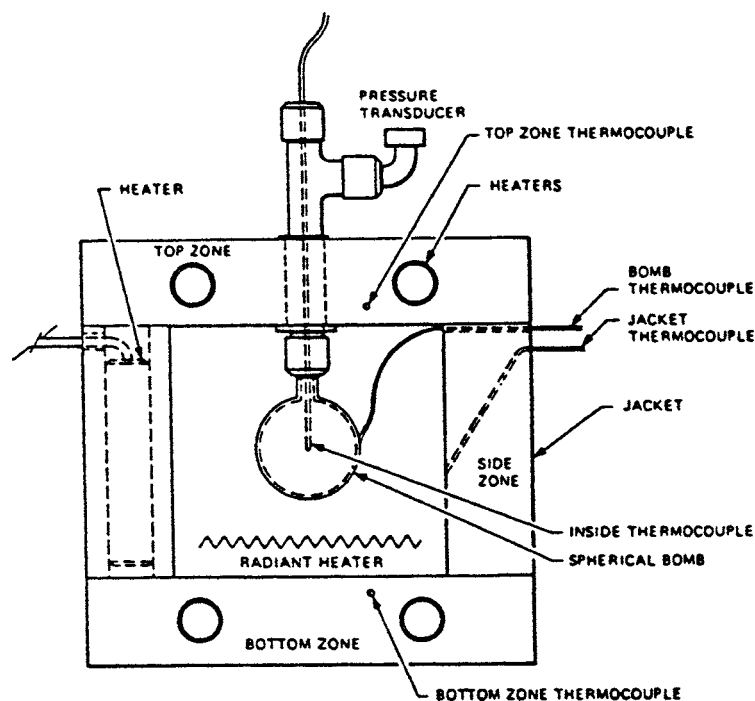 PRESSURE
TRANSDUCER
TOP ZONE THERMOCOUPLE
HEATER
HEATERS
TOP ZONE
BOMB
THERMOCOUPLE
JACKET
THERMOCOUPLE
JACKET
SIDE
ZONE
INSIDE THERMOCOUPLE
RADIANT HEATER
SPHERICAL BOMB
BOTTOM ZONE
BOTTOM ZONE THERMOCOUPLE